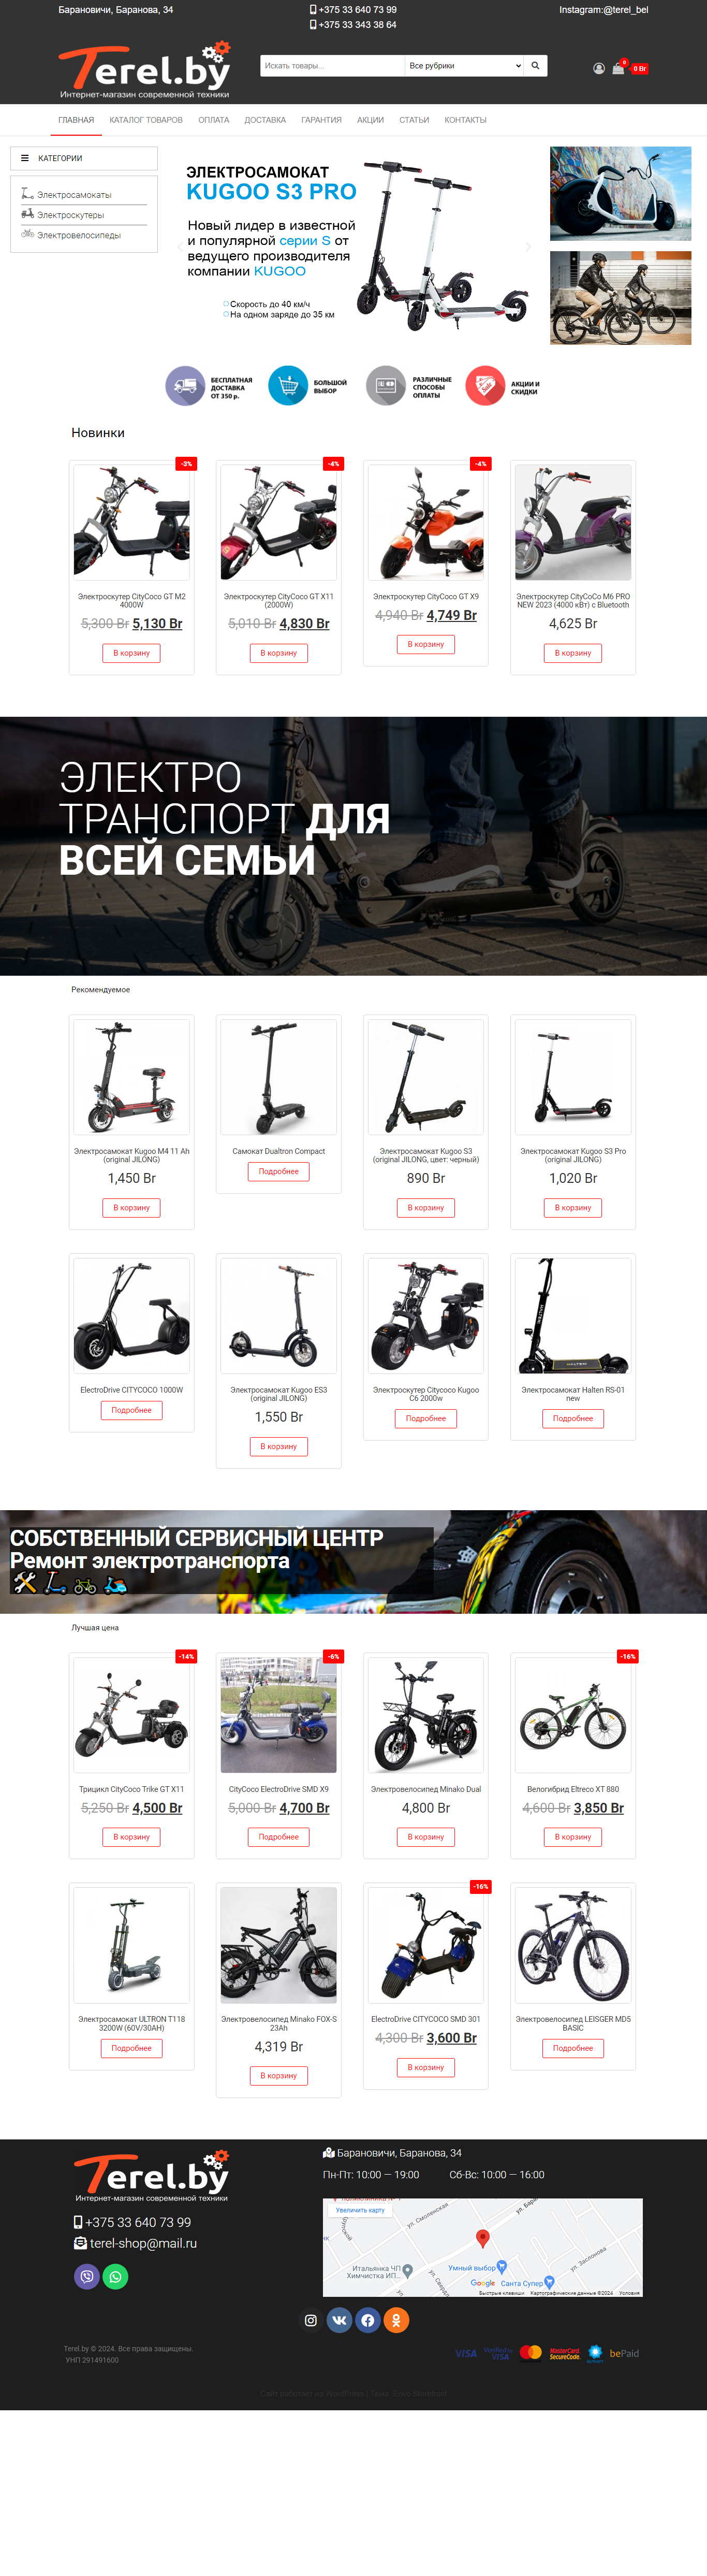 Барановичи, Баранова, 34
+375 33 640 73 99
+375 33 343 38 64
Instagram:@terel_bel
Terel.by
Интернет-магазин современной техники
Искать товары...
Все рубрики
0
0 Br
ГЛАВНАЯ КАТАЛОГ ТОВАРОВ ОПЛАТА ДОСТАВКА ГАРАНТИЯ АКЦИИ СТАТЬИ КОНТАКТЫ
КАТЕГОРИИ
Электросамокаты
Электроскутеры
Электровелосипеды
ЭЛЕКТРОСАМОКАТ
KUGOO S3 PRO
Новый лидер в известной
и популярной серии S от
ведущего производителя
компании KUGOO
Скорость до 40 км/ч
На одном заряде до 35 км
БЕСПЛАТНАЯ
ДОСТАВКА
ОТ 350 р.
БОЛЬШОЙ
ВЫБОР
РАЗЛИЧНЫЕ
СПОСОБЫ
ОПЛАТЫ
Sale
АКЦИИ И
СКИДКИ
Новинки
-3%
Электроскутер CityCoco GT M2
4000W
5,300 Br 5,130 Br
В корзину
-4%
Электроскутер CityCoco GT X11
(2000W)
5,010 Br 4,830 Br
В корзину
-4%
Электроскутер CityCoco GT X9
4,940 Br 4,749 Br
В корзину
Электроскутер CityCoCo M6 PRO
NEW 2023 (4000 кВт) с Bluetooth
4,625 Br
В корзину
ЭЛЕКТРО
ТРАНСПОРТ ДЛЯ
ВСЕЙ СЕМЬИ
Рекомендуемое
Электросамокат Kugoo M4 11 Ah
(original JILONG)
1,450 Br
В корзину
Самокат Dualtron Compact
Подробнее
Электросамокат Kugoo S3
(original JILONG, цвет: черный)
890 Br
В корзину
Электросамокат Kugoo S3 Pro
(original JILONG)
1,020 Br
В корзину
ElectroDrive CITYCOCO 1000W
Подробнее
Электросамокат Kugoo ES3
(original JILONG)
1,550 Br
В корзину
Электроскутер Citycoco Kugoo
C6 2000w
Подробнее
HALTEN
Электросамокат Halten RS-01
new
Подробнее
СОБСТВЕННЫЙ СЕРВИСНЫЙ ЦЕНТР
Ремонт электротранспорта
Лучшая цена
-14%
Трицикл CityCoco Trike GT X11
5,250 Br 4,500 Br
В корзину
-6%
CityCoco ElectroDrive SMD X9
5,000 Br 4,700 Br
Подробнее
Электровелосипед Minako Dual
4,800 Br
В корзину
-16%
Велогибрид Eltreco XT 880
4,600 Br 3,850 Br
В корзину
Электросамокат ULTRON T118
3200W (60V/30AH)
Подробнее
Электровелосипед Minako FOX-S
23Ah
4,319 Br
В корзину
-16%
ElectroDrive CITYCOCO SMD 301
4,300 Br 3,600 Br
В корзину
Электровелосипед LEISGER MD5
BASIC
Подробнее
Terel.by
Интернет-магазин современной техники
+375 33 640 73 99
terel-shop@mail.ru
Барановичи, Баранова, 34
Пн-Пт: 10:00 — 19:00 Сб-Вс: 10:00 — 16:00
Увеличить карту
ул. Смоленская
ул. Заслонова
Итальянка ЧП
Химчистка ИП...
Умный выбор
Google
Санта Супер
Быстрые клавиши Картографические данные ©2024 Условия
Terel.by © 2024. Все права защищены.
УНП 291491600
VISA
Verified by
VISA
MasterCard
MasterCard
SecureCode.
bePaid